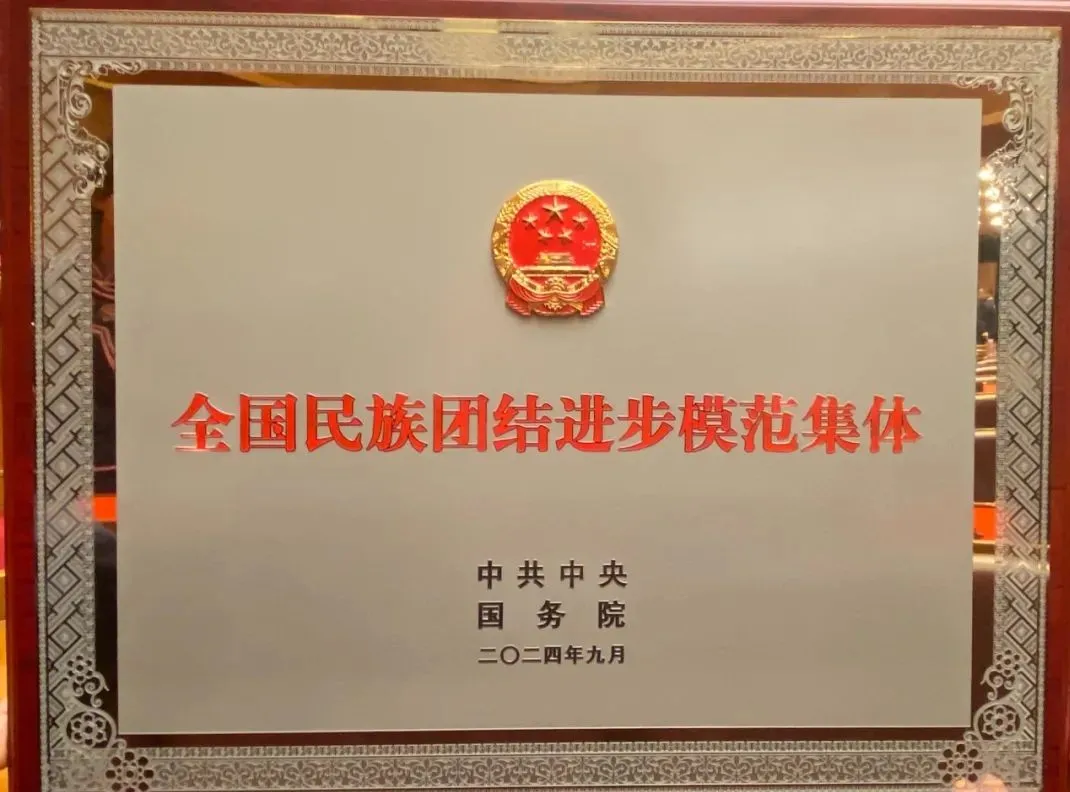 全国民族团结进步模范集体
中共中央
国务院
二〇二四年九月